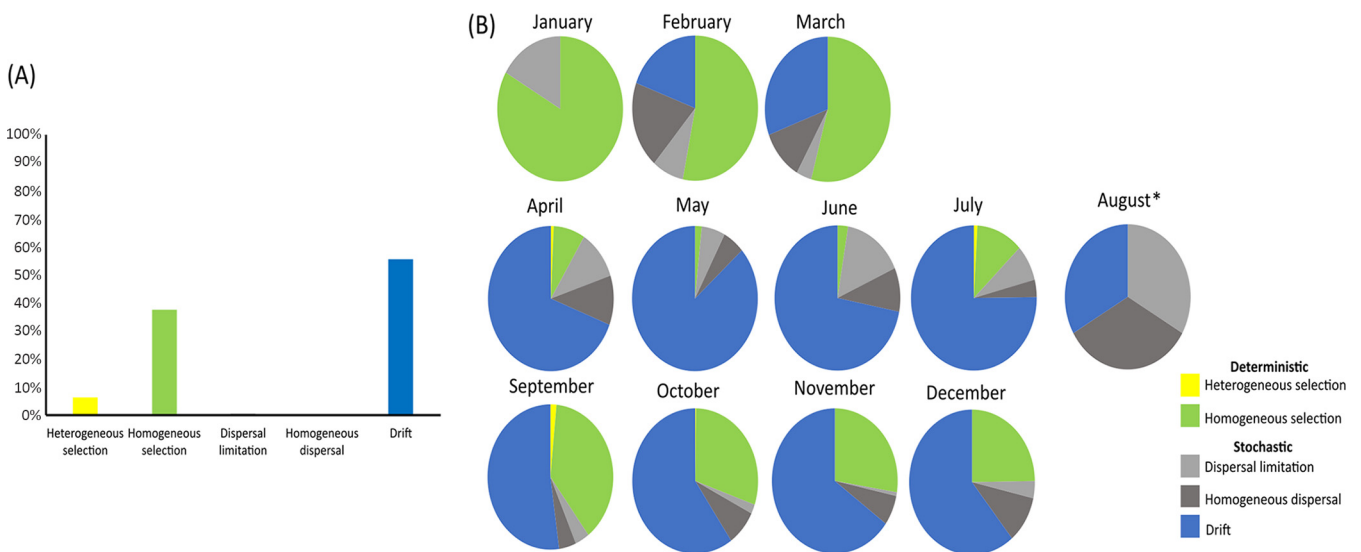 (A)
100%
90%
80%
70%
60%
50%
40%
30%
20%
10%
0%
Heterogeneous
selection
Homogeneous
selection
Dispersal
limitation
Homogeneous
dispersal
Drift
(B)
January
February
March
April
May
June
July
August*
September
October
November
December
Deterministic
Heterogeneous selection
Homogeneous selection
Stochastic
Dispersal limitation
Homogeneous dispersal
Drift